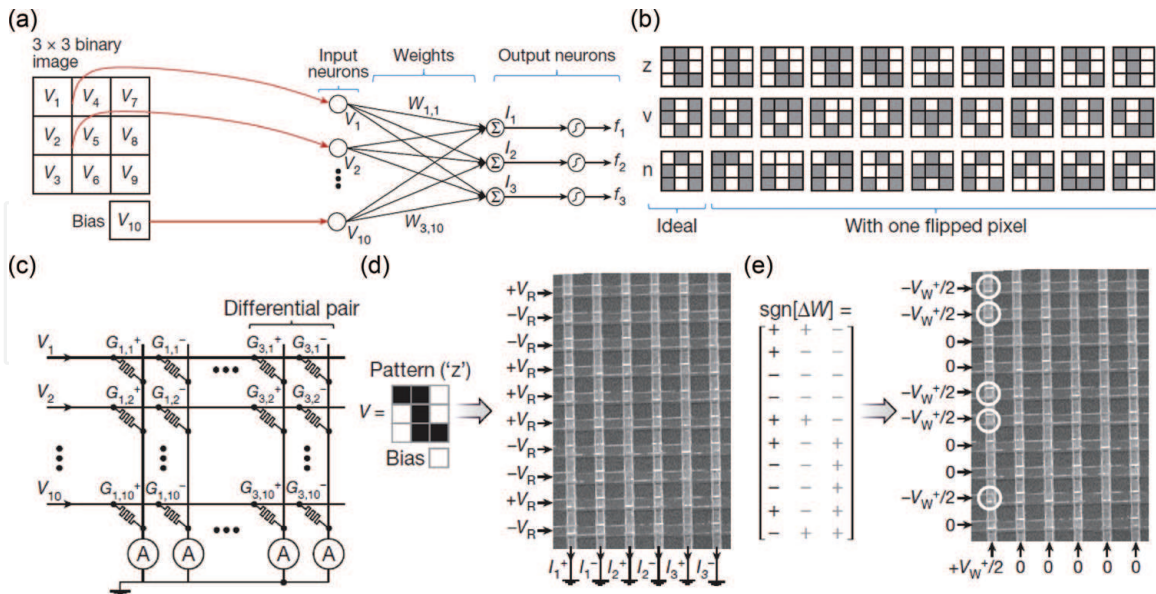 (a)
3 × 3 binary
image
V1 V4 V7
V2 V5 V8
V3 V6 V9
Bias V10
Input
neurons
Weights
Output neurons
V1
V2
V10
W1,1
W3,10
Σ
Σ
Σ
I1
I2
I3
f1
f2
f3
(b)
z
v
n
Ideal
With one flipped pixel
(c)
Differential pair
V1 G1,1+ G1,1− G3,1+ G3,1−
V2 G1,2+ G1,2− G3,2+ G3,2−
V10 G1,10+ G1,10− G3,10+ G3,10−
A A A A
(d)
Pattern ('z')
V =
Bias
+VR
−VR
−VR
+VR
+VR
+VR
−VR
−VR
+VR
−VR
I1+ I1− I2+ I2− I3+ I3−
(e)
sgn[ΔW] =
+ + −
+ − −
− − −
− − −
+ − −
+ + −
+ − +
− − +
− − +
+ − +
− + +
−VW+/2
−VW+/2
0
0
−VW+/2
−VW+/2
0
0
−VW+/2
0
+VW+/2 0 0 0 0 0